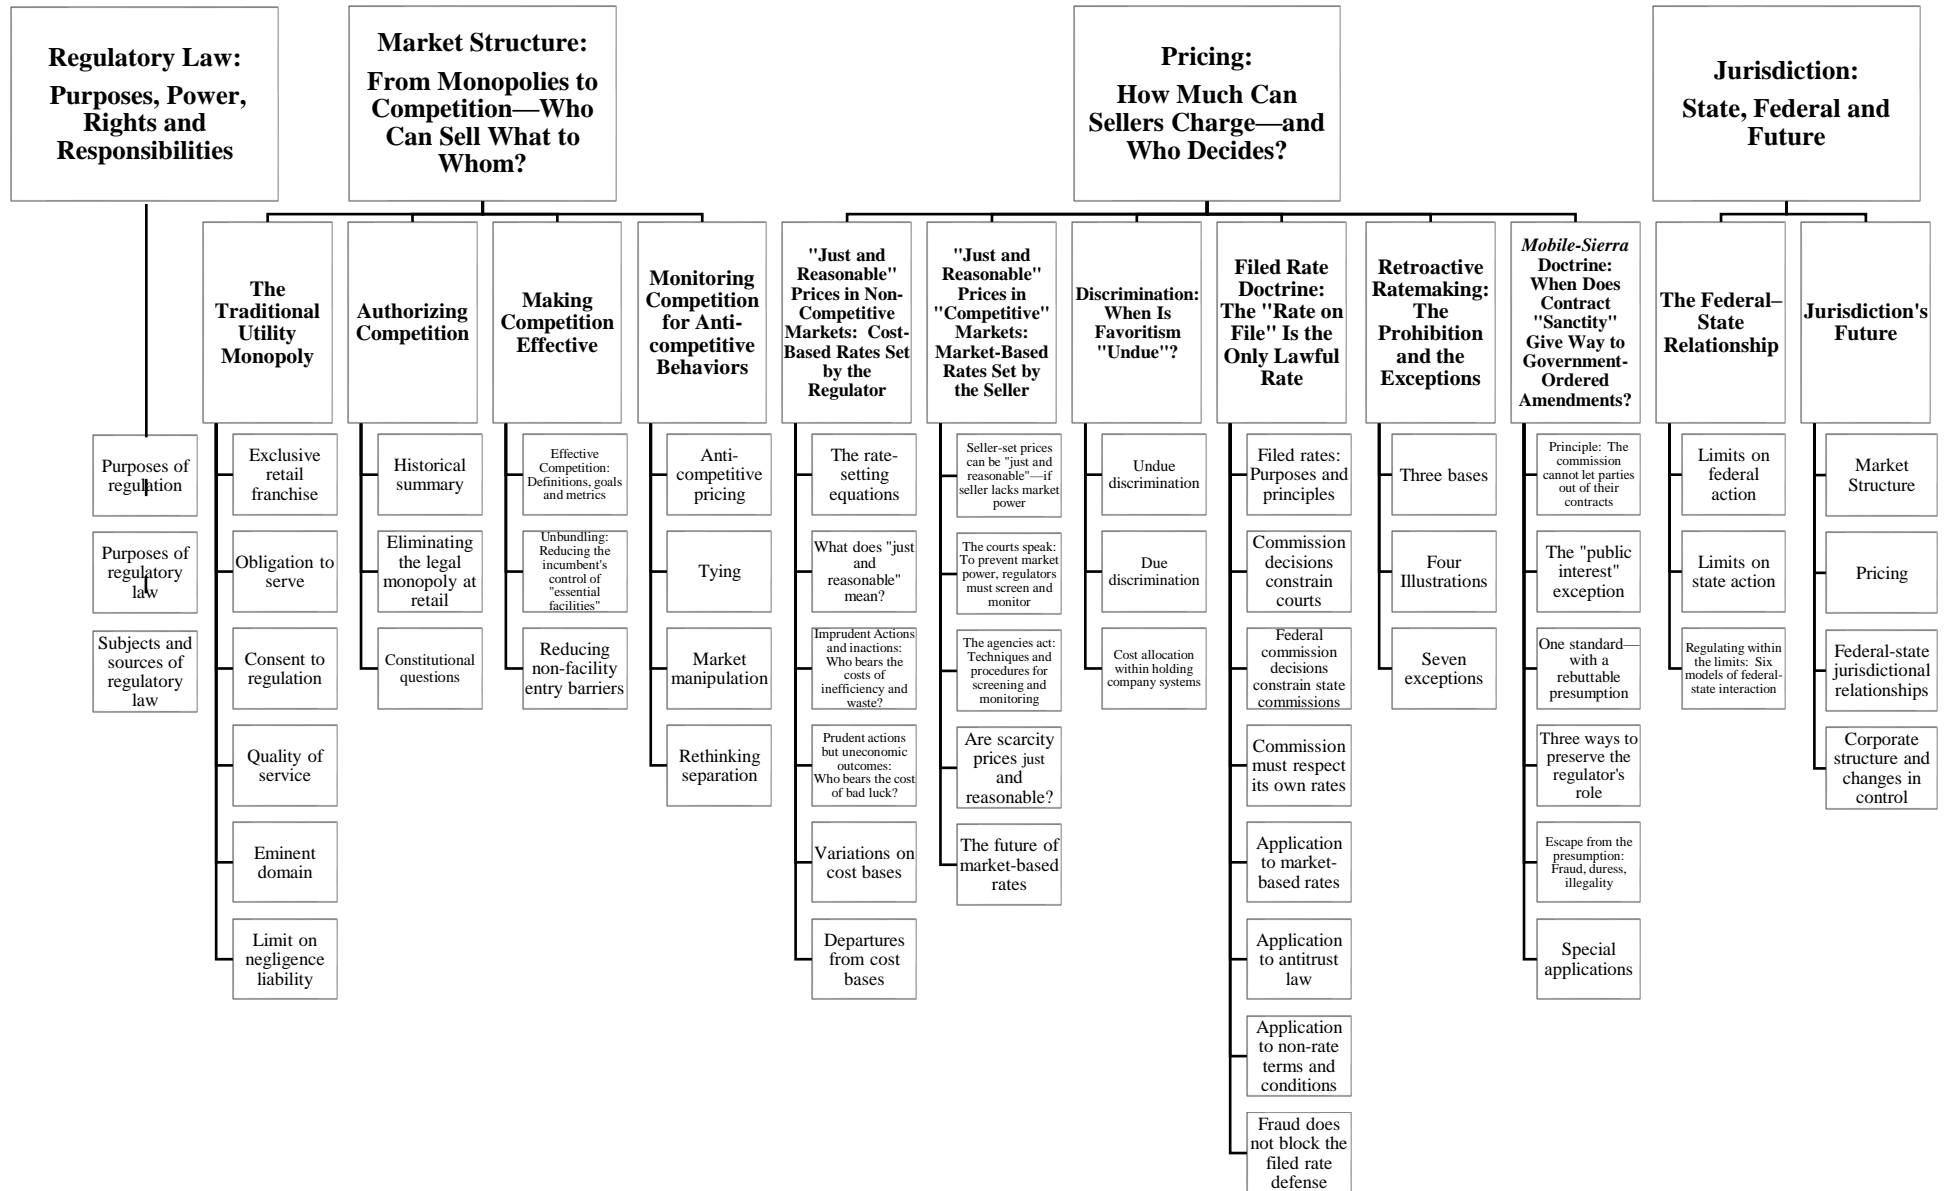 Regulatory Law:
Purposes, Power,
Rights and
Responsibilities
Market Structure:
From Monopolies to
Competition—Who
Can Sell What to
Whom?
Pricing:
How Much Can
Sellers Charge—and
Who Decides?
Jurisdiction:
State, Federal and
Future
The
Traditional
Utility
Monopoly
Authorizing
Competition
Making
Competition
Effective
Monitoring
Competition
for Anti-
competitive
Behaviors
"Just and
Reasonable"
Prices in Non-
Competitive
Markets: Cost-
Based Rates Set
by the
Regulator
"Just and
Reasonable"
Prices in
"Competitive"
Markets:
Market-Based
Rates Set by
the Seller
Discrimination:
When Is
Favoritism
"Undue"?
Filed Rate
Doctrine:
The "Rate on
File" Is the
Only Lawful
Rate
Retroactive
Ratemaking:
The
Prohibition
and the
Exceptions
Mobile-Sierra
Doctrine:
When Does
Contract
"Sanctity"
Give Way to
Government-
Ordered
Amendments?
The Federal–
State
Relationship
Jurisdiction's
Future
Purposes of
regulation
Purposes of
regulatory
law
Subjects and
sources of
regulatory
law
Exclusive
retail
franchise
Obligation to
serve
Consent to
regulation
Quality of
service
Eminent
domain
Limit on
negligence
liability
Historical
summary
Eliminating
the legal
monopoly at
retail
Constitutional
questions
Effective
Competition:
Definitions, goals
and metrics
Unbundling:
Reducing the
incumbent's
control of
"essential
facilities"
Reducing
non-facility
entry barriers
Anti-
competitive
pricing
Tying
Market
manipulation
Rethinking
separation
The rate-
setting
equations
What does "just
and
reasonable"
mean?
Imprudent Actions
and inactions:
Who bears the
costs of
inefficiency and
waste?
Prudent actions
but uneconomic
outcomes:
Who bears the cost
of bad luck?
Variations on
cost bases
Departures
from cost
bases
Seller-set prices
can be "just and
reasonable"—if
seller lacks market
power
The courts speak:
To prevent market
power, regulators
must screen and
monitor
The agencies act:
Techniques and
procedures for
screening and
monitoring
Are scarcity
prices just
and
reasonable?
The future of
market-based
rates
Undue
discrimination
Due
discrimination
Cost allocation
within holding
company systems
Filed rates:
Purposes and
principles
Commission
decisions
constrain
courts
Federal
commission
decisions
constrain state
commissions
Commission
must respect
its own rates
Application
to market-
based rates
Application
to antitrust
law
Application
to non-rate
terms and
conditions
Fraud does
not block the
filed rate
defense
Three bases
Four
Illustrations
Seven
exceptions
Principle: The
commission
cannot let parties
out of their
contracts
The "public
interest"
exception
One standard—
with a
rebuttable
presumption
Three ways to
preserve the
regulator's
role
Escape from the
presumption:
Fraud, duress,
illegality
Special
applications
Limits on
federal
action
Limits on
state action
Regulating within
the limits: Six
models of federal-
state interaction
Market
Structure
Pricing
Federal-state
jurisdictional
relationships
Corporate
structure and
changes in
control